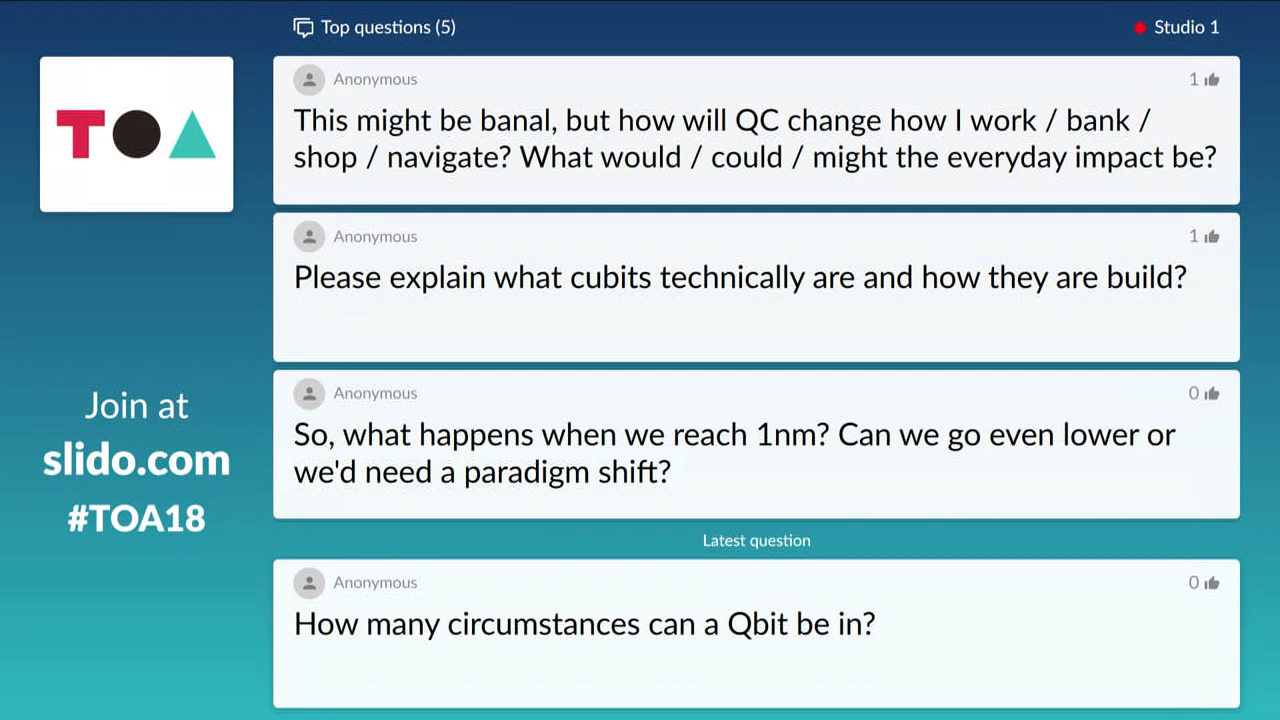 Top questions (5)
Studio 1
TOA
Anonymous
1
This might be banal, but how will QC change how I work / bank /
shop / navigate? What would / could / might the everyday impact be?
Anonymous
1
Please explain what cubits technically are and how they are build?
Anonymous
0
So, what happens when we reach 1nm? Can we go even lower or
we'd need a paradigm shift?
Join at
slido.com
#TOA18
Latest question
Anonymous
0
How many circumstances can a Qbit be in?